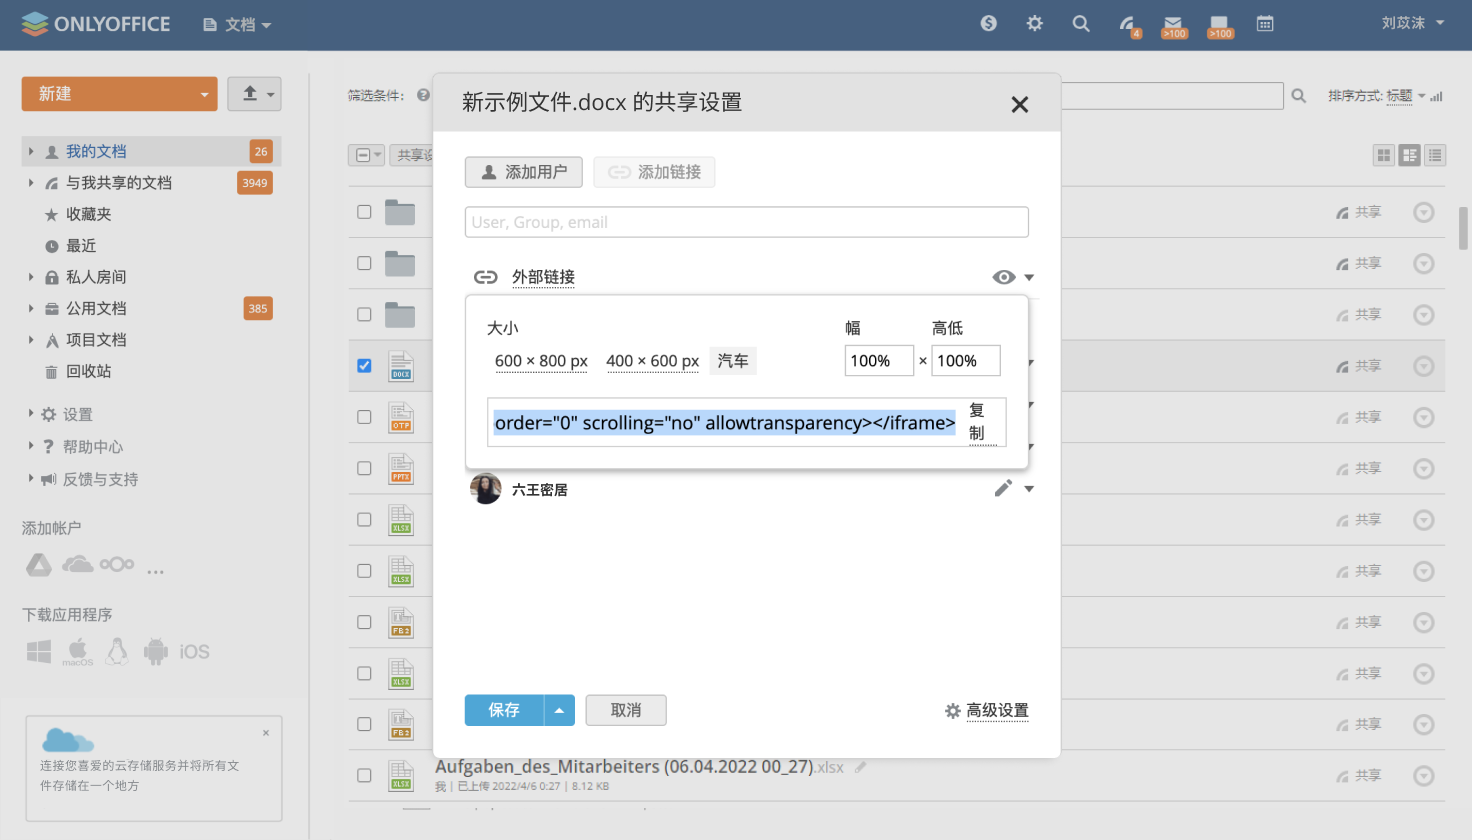 ONLYOFFICE
文档
4
>100
>100
刘苡沫
新建
我的文档
26
与我共享的文档
3949
收藏夹
最近
私人房间
公用文档
385
项目文档
回收站
设置
帮助中心
反馈与支持
添加帐户
...
下载应用程序
macOS
iOS
连接您喜爱的云存储服务并将所有文
件存储在一个地方
筛选条件:
排序方式: 标题
共享设
新示例文件.docx 的共享设置
添加用户
添加链接
User, Group, email
外部链接
大小
幅
高低
600 × 800 px
400 × 600 px
汽车
100%
×
100%
order="0" scrolling="no" allowtransparency></iframe>
复
制
六王密居
保存
取消
高级设置
共享
共享
共享
DOCX
共享
OTP
共享
PPTX
共享
XLSX
共享
XLSX
共享
FB2
共享
XLSX
共享
FB2
共享
XLSX
Aufgaben_des_Mitarbeiters (06.04.2022 00_27).xlsx
我 | 已上传 2022/4/6 0:27 | 8.12 KB
共享